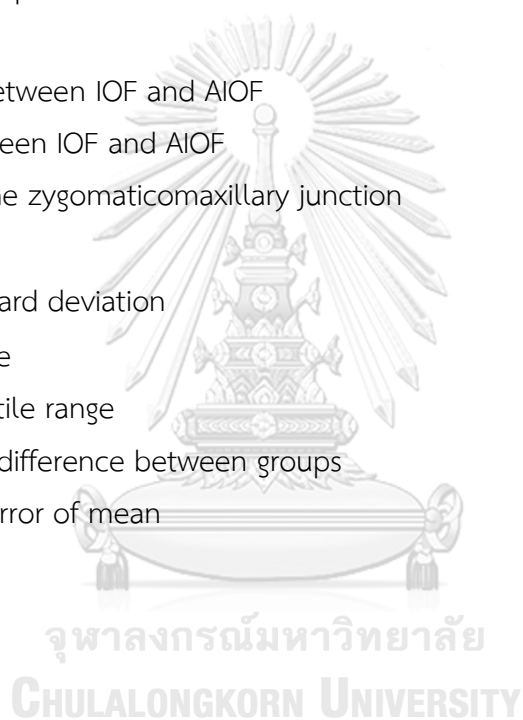 etween IOF and AIOF
een IOF and AIOF
e zygomaticomaxillary junction
ard deviation
e
tile range
difference between groups
rror of mean
จุฬาลงกรณ์มหาวิทยาลัย
CHULALONGKORN UNIVERSITY